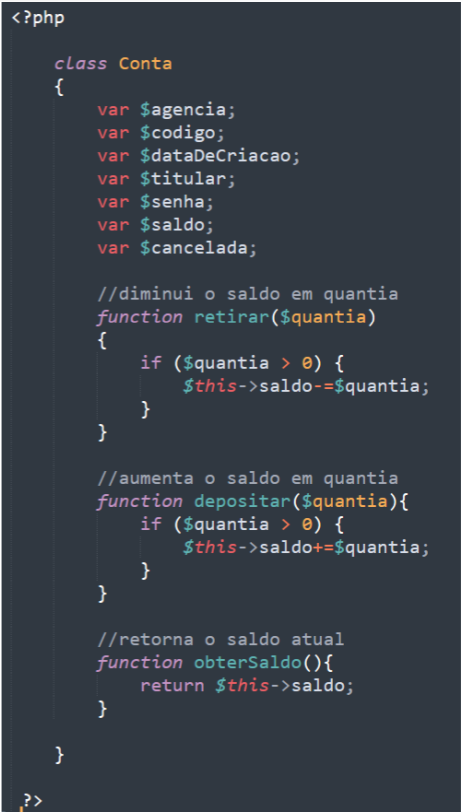 <?php
class Conta
{
var $agencia;
var $codigo;
var $dataDeCriacao;
var $titular;
var $senha;
var $saldo;
var $cancelada;
//diminui o saldo em quantia
function retirar($quantia)
{
if ($quantia > 0) {
$this->saldo-=$quantia;
}
}
//aumenta o saldo em quantia
function depositar($quantia){
if ($quantia > 0) {
$this->saldo+=$quantia;
}
}
//retorna o saldo atual
function obterSaldo(){
return $this->saldo;
}
}
?>